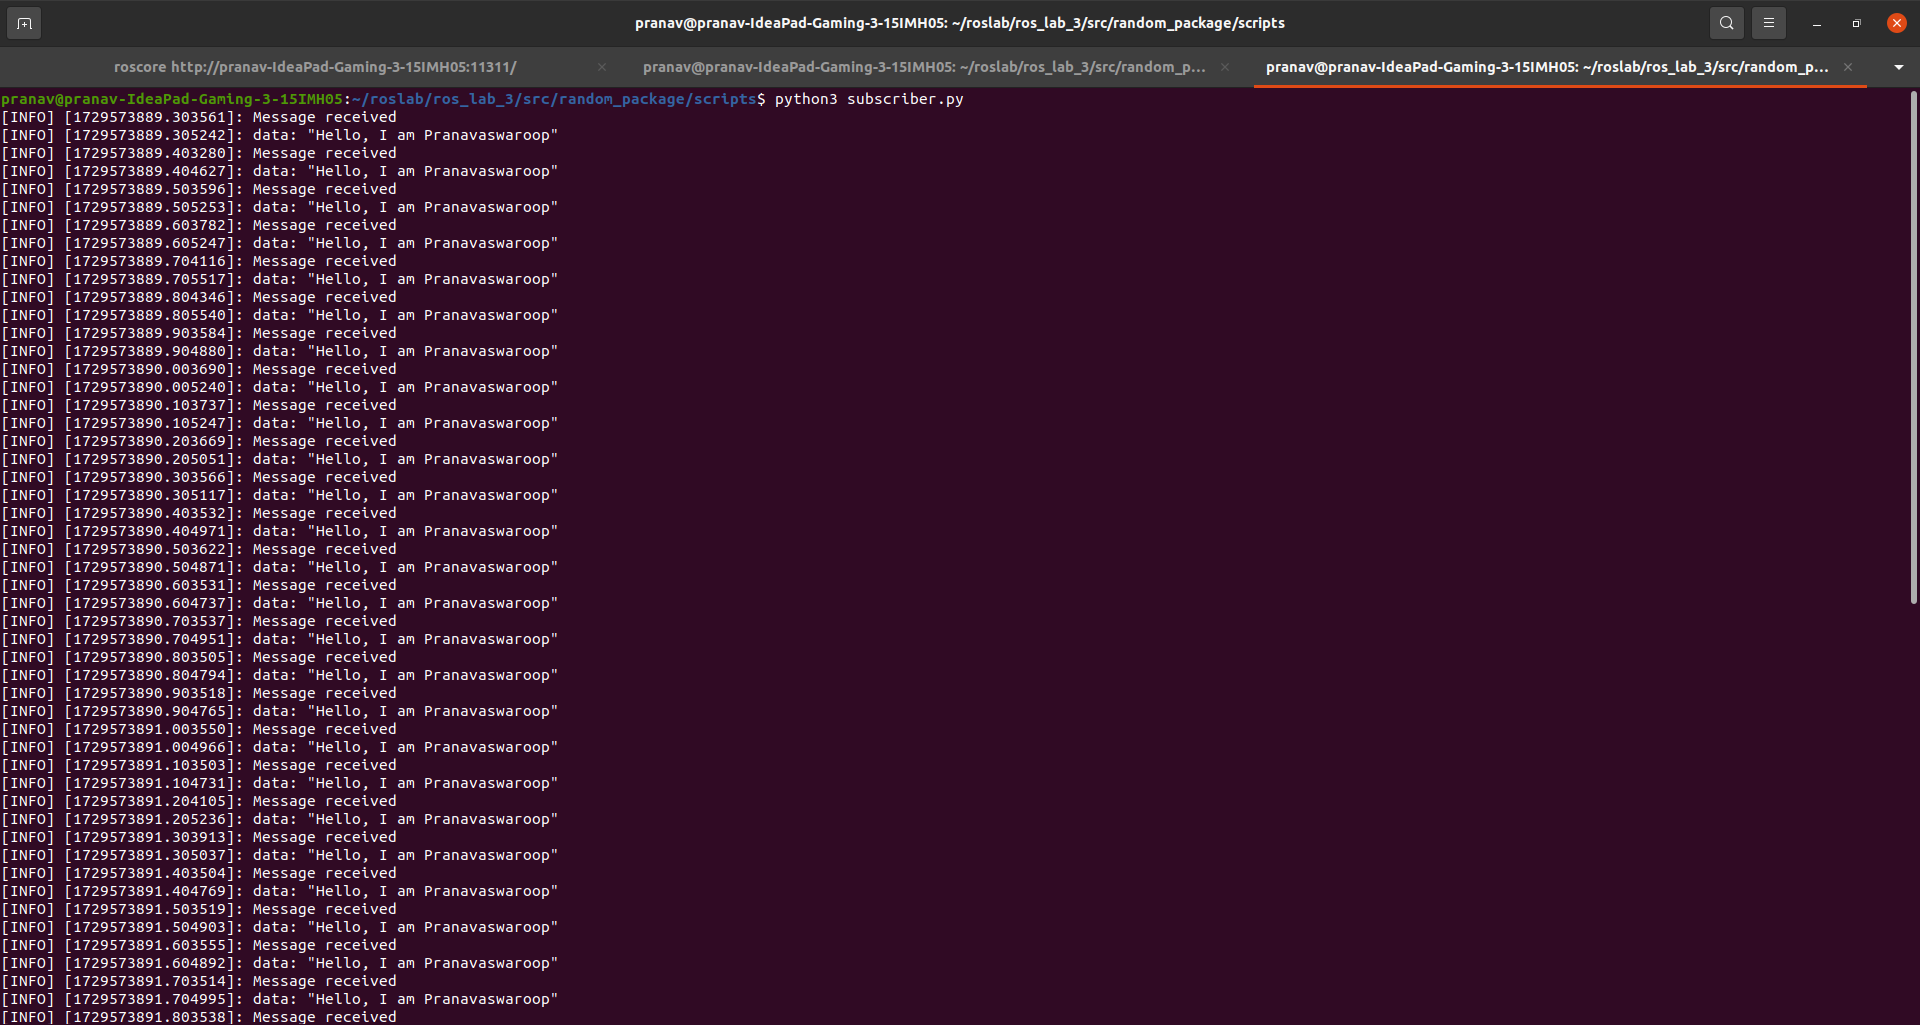 pranav@pranav-IdeaPad-Gaming-3-15IMH05: ~/roslab/ros_lab_3/src/random_package/scripts
roscore http://pranav-IdeaPad-Gaming-3-15IMH05:11311/
pranav@pranav-IdeaPad-Gaming-3-15IMH05: ~/roslab/ros_lab_3/src/random_p...
pranav@pranav-IdeaPad-Gaming-3-15IMH05: ~/roslab/ros_lab_3/src/random_p...
pranav@pranav-IdeaPad-Gaming-3-15IMH05:~/roslab/ros_lab_3/src/random_package/scripts$ python3 subscriber.py
[INFO] [1729573889.303561]: Message received
[INFO] [1729573889.305242]: data: "Hello, I am Pranavaswaroop"
[INFO] [1729573889.403280]: Message received
[INFO] [1729573889.404627]: data: "Hello, I am Pranavaswaroop"
[INFO] [1729573889.503596]: Message received
[INFO] [1729573889.505253]: data: "Hello, I am Pranavaswaroop"
[INFO] [1729573889.603782]: Message received
[INFO] [1729573889.605247]: data: "Hello, I am Pranavaswaroop"
[INFO] [1729573889.704116]: Message received
[INFO] [1729573889.705517]: data: "Hello, I am Pranavaswaroop"
[INFO] [1729573889.804346]: Message received
[INFO] [1729573889.805540]: data: "Hello, I am Pranavaswaroop"
[INFO] [1729573889.903584]: Message received
[INFO] [1729573889.904880]: data: "Hello, I am Pranavaswaroop"
[INFO] [1729573890.003690]: Message received
[INFO] [1729573890.005240]: data: "Hello, I am Pranavaswaroop"
[INFO] [1729573890.103737]: Message received
[INFO] [1729573890.105247]: data: "Hello, I am Pranavaswaroop"
[INFO] [1729573890.203669]: Message received
[INFO] [1729573890.205051]: data: "Hello, I am Pranavaswaroop"
[INFO] [1729573890.303566]: Message received
[INFO] [1729573890.305117]: data: "Hello, I am Pranavaswaroop"
[INFO] [1729573890.403532]: Message received
[INFO] [1729573890.404971]: data: "Hello, I am Pranavaswaroop"
[INFO] [1729573890.503622]: Message received
[INFO] [1729573890.504871]: data: "Hello, I am Pranavaswaroop"
[INFO] [1729573890.603531]: Message received
[INFO] [1729573890.604737]: data: "Hello, I am Pranavaswaroop"
[INFO] [1729573890.703537]: Message received
[INFO] [1729573890.704951]: data: "Hello, I am Pranavaswaroop"
[INFO] [1729573890.803505]: Message received
[INFO] [1729573890.804794]: data: "Hello, I am Pranavaswaroop"
[INFO] [1729573890.903518]: Message received
[INFO] [1729573890.904765]: data: "Hello, I am Pranavaswaroop"
[INFO] [1729573891.003550]: Message received
[INFO] [1729573891.004966]: data: "Hello, I am Pranavaswaroop"
[INFO] [1729573891.103503]: Message received
[INFO] [1729573891.104731]: data: "Hello, I am Pranavaswaroop"
[INFO] [1729573891.204105]: Message received
[INFO] [1729573891.205236]: data: "Hello, I am Pranavaswaroop"
[INFO] [1729573891.303913]: Message received
[INFO] [1729573891.305037]: data: "Hello, I am Pranavaswaroop"
[INFO] [1729573891.403504]: Message received
[INFO] [1729573891.404769]: data: "Hello, I am Pranavaswaroop"
[INFO] [1729573891.503519]: Message received
[INFO] [1729573891.504903]: data: "Hello, I am Pranavaswaroop"
[INFO] [1729573891.603555]: Message received
[INFO] [1729573891.604892]: data: "Hello, I am Pranavaswaroop"
[INFO] [1729573891.703514]: Message received
[INFO] [1729573891.704995]: data: "Hello, I am Pranavaswaroop"
[INFO] [1729573891.803538]: Message received